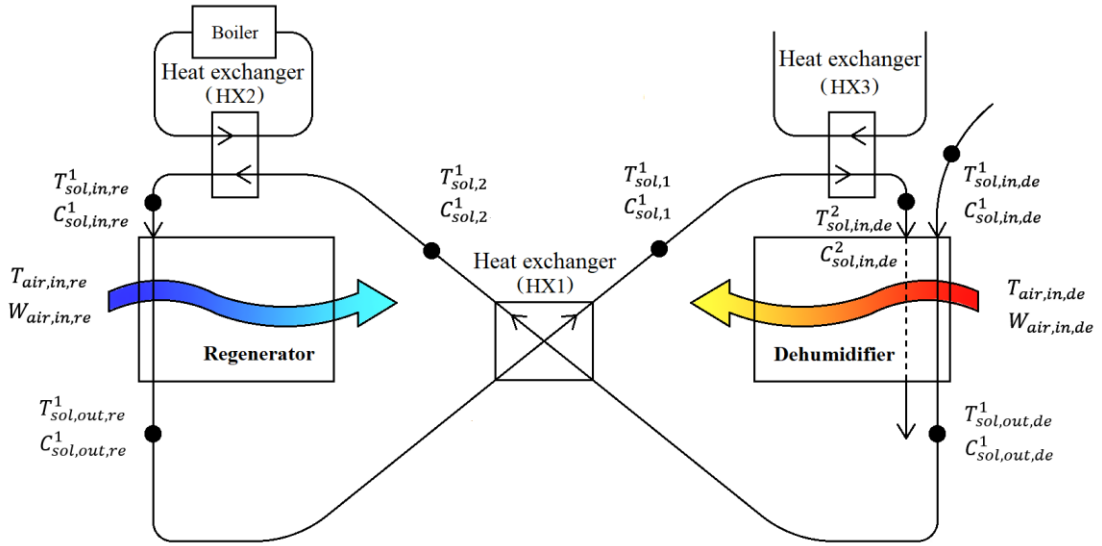 Boiler
Heat exchanger
(HX2)
Heat exchanger
(HX3)
T^1_{sol,in,re}
C^1_{sol,in,re}
T^1_{sol,2}
C^1_{sol,2}
T^1_{sol,1}
C^1_{sol,1}
T^1_{sol,in,de}
C^1_{sol,in,de}
T^2_{sol,in,de}
C^2_{sol,in,de}
Heat exchanger
(HX1)
T_{air,in,re}
W_{air,in,re}
T_{air,in,de}
W_{air,in,de}
Regenerator
Dehumidifier
T^1_{sol,out,re}
C^1_{sol,out,re}
T^1_{sol,out,de}
C^1_{sol,out,de}